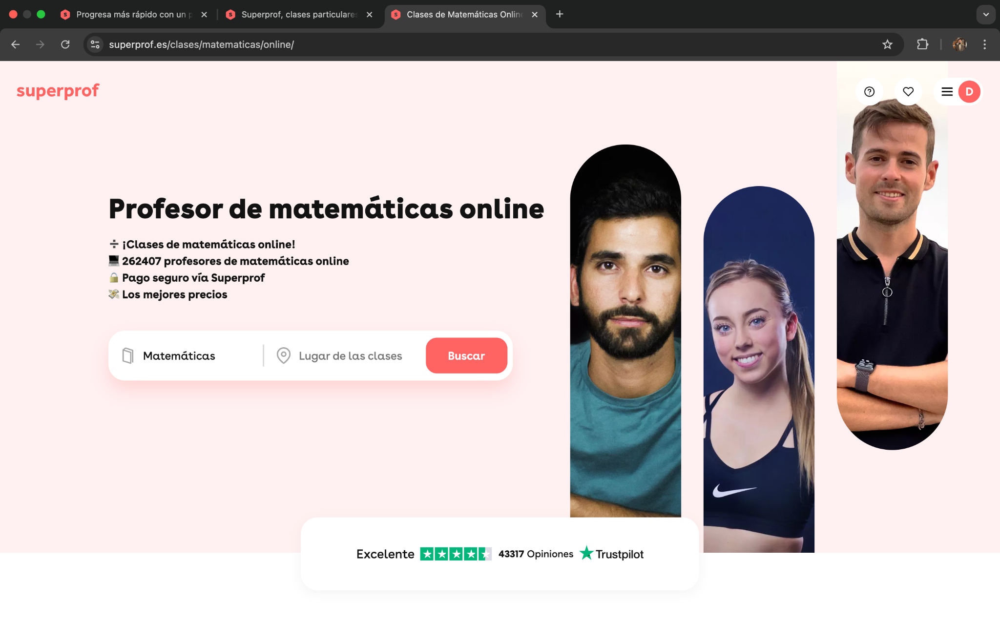 Progresa más rápido con un p
Superprof, clases particulares
Clases de Matemáticas Online
superprof.es/clases/matematicas/online/
superprof
D
Profesor de matemáticas online
¡Clases de matemáticas online!
262407 profesores de matemáticas online
Pago seguro vía Superprof
Los mejores precios
Matemáticas
Lugar de las clases
Buscar
Excelente
43317 Opiniones
Trustpilot